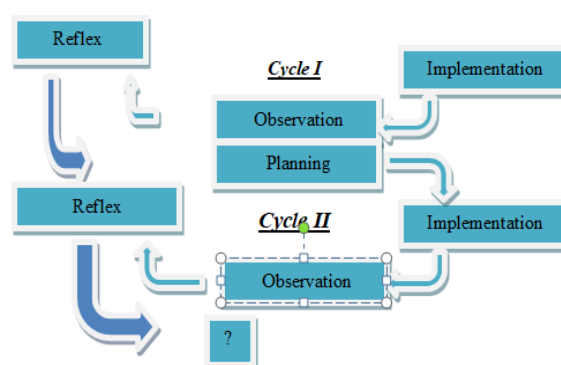 Reflex
Cycle I
Implementation
Observation
Planning
Reflex
Cycle II
Implementation
Observation
?